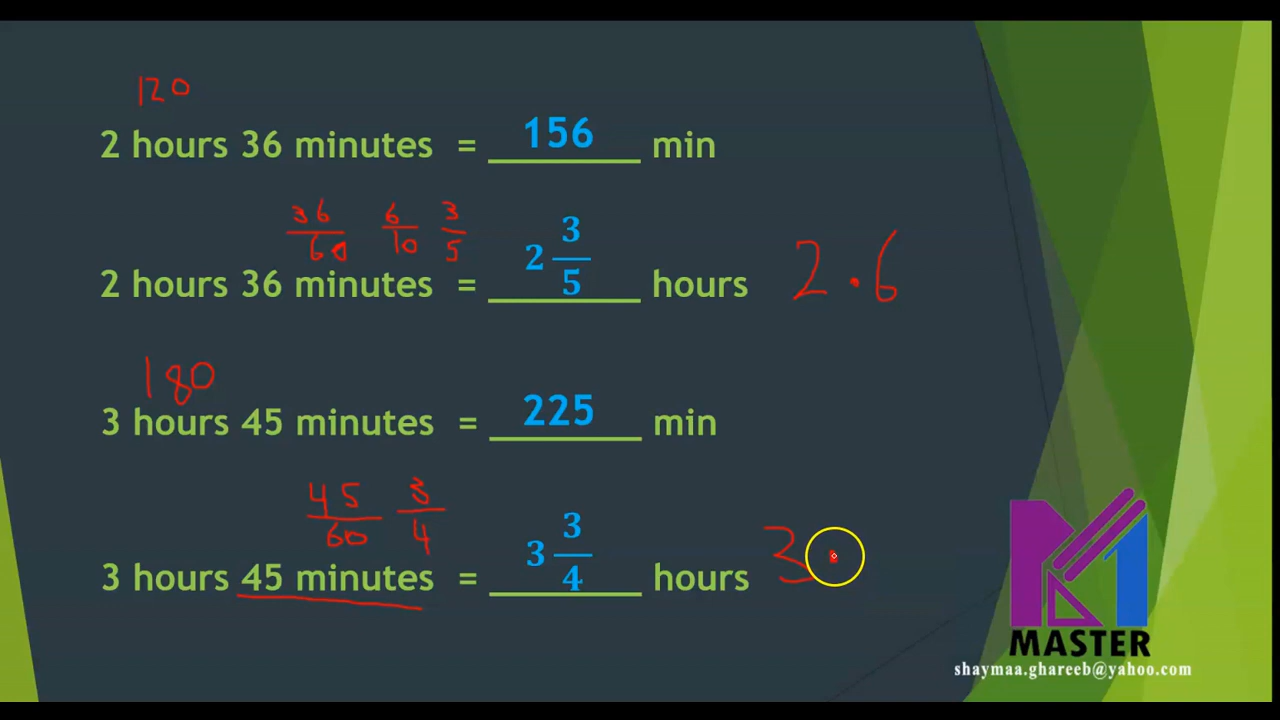 120
2 hours 36 minutes = 156 min
36/60 6/10 3/5
2 hours 36 minutes = 2 3/5 hours 2.6
180
3 hours 45 minutes = 225 min
45/60 3/4
3 hours 45 minutes = 3 3/4 hours 3.
M1
MASTER
shaymaa.ghareeb@yahoo.com